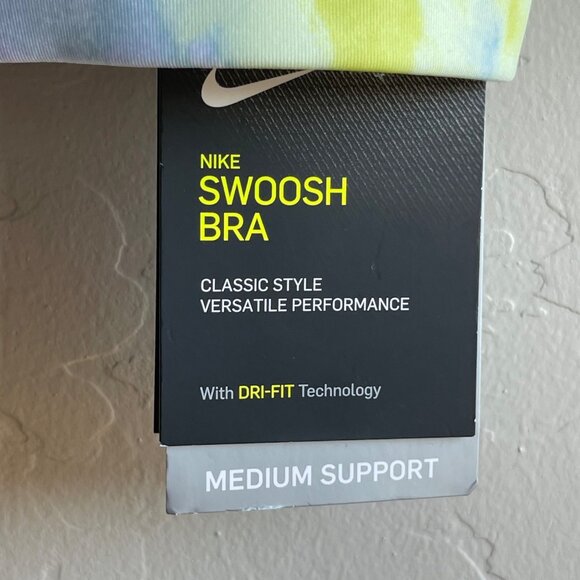 NIKE
SWOOSH
BRA
CLASSIC STYLE
VERSATILE PERFORMANCE
With DRI-FIT Technology
MEDIUM SUPPORT